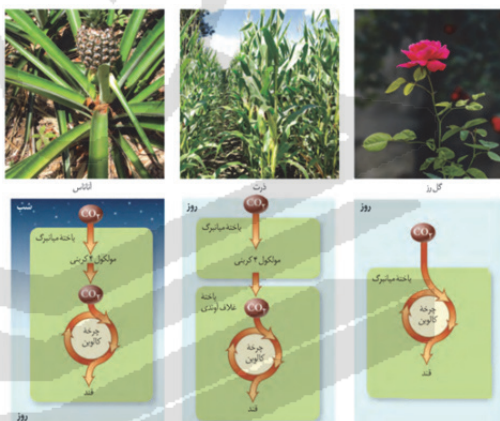 گل رز
ذرت
آناناس
روز
CO₂
یاختهٔ میانبرگ
چرخهٔ
کالوین
قند
روز
CO₂
یاختهٔ میانبرگ
مولکول ۴ کربنی
یاختهٔ
غلاف آوندی
CO₂
چرخهٔ
کالوین
قند
شب
CO₂
یاختهٔ میانبرگ
مولکول ۴ کربنی
CO₂
چرخهٔ
کالوین
قند
روز